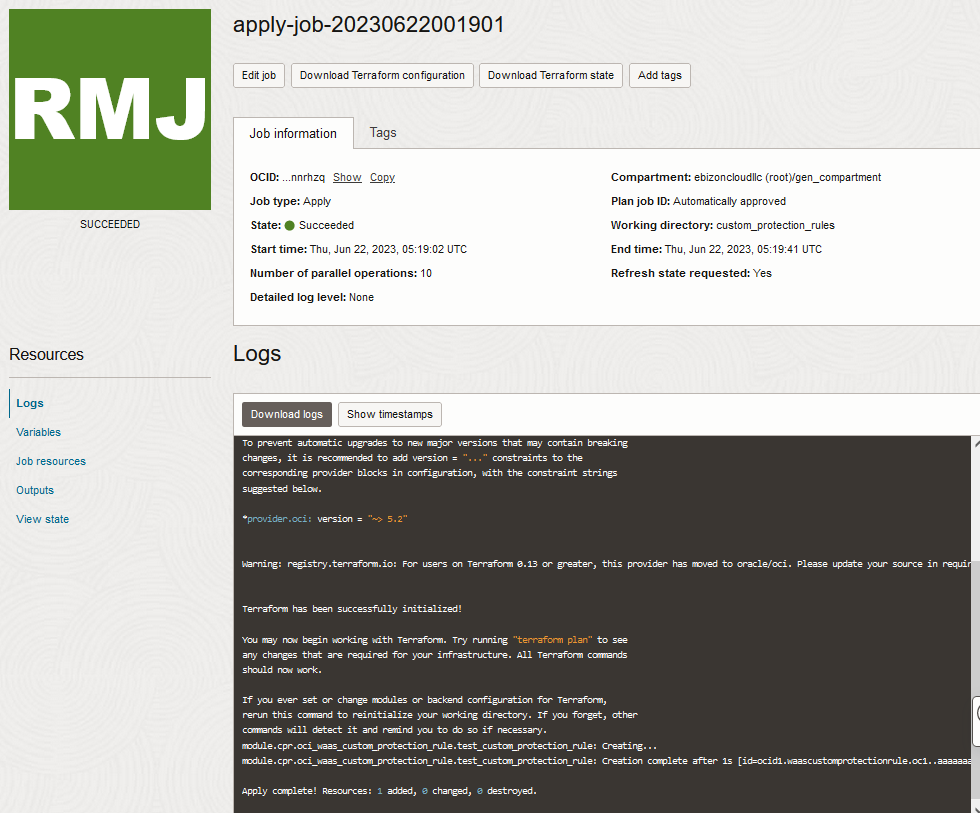 RMJ
SUCCEEDED
apply-job-20230622001901
Edit job
Download Terraform configuration
Download Terraform state
Add tags
Job information
Tags
OCID: ...nnrhzq Show Copy
Job type: Apply
State: Succeeded
Start time: Thu, Jun 22, 2023, 05:19:02 UTC
Number of parallel operations: 10
Detailed log level: None
Compartment: ebizoncloudllc (root)/gen_compartment
Plan job ID: Automatically approved
Working directory: custom_protection_rules
End time: Thu, Jun 22, 2023, 05:19:41 UTC
Refresh state requested: Yes
Resources
Logs
Variables
Job resources
Outputs
View state
Logs
Download logs
Show timestamps
To prevent automatic upgrades to new major versions that may contain breaking
changes, it is recommended to add version = "..." constraints to the
corresponding provider blocks in configuration, with the constraint strings
suggested below.
*provider.oci: version = "~> 5.2"
Warning: registry.terraform.io: For users on Terraform 0.13 or greater, this provider has moved to oracle/oci. Please update your source in requir
Terraform has been successfully initialized!
You may now begin working with Terraform. Try running "terraform plan" to see
any changes that are required for your infrastructure. All Terraform commands
should now work.
If you ever set or change modules or backend configuration for Terraform,
rerun this command to reinitialize your working directory. If you forget, other
commands will detect it and remind you to do so if necessary.
module.cpr.oci_waas_custom_protection_rule.test_custom_protection_rule: Creating...
module.cpr.oci_waas_custom_protection_rule.test_custom_protection_rule: Creation complete after 1s [id=ocid1.waascustomprotectionrule.oc1..aaaaaaa
Apply complete! Resources: 1 added, 0 changed, 0 destroyed.